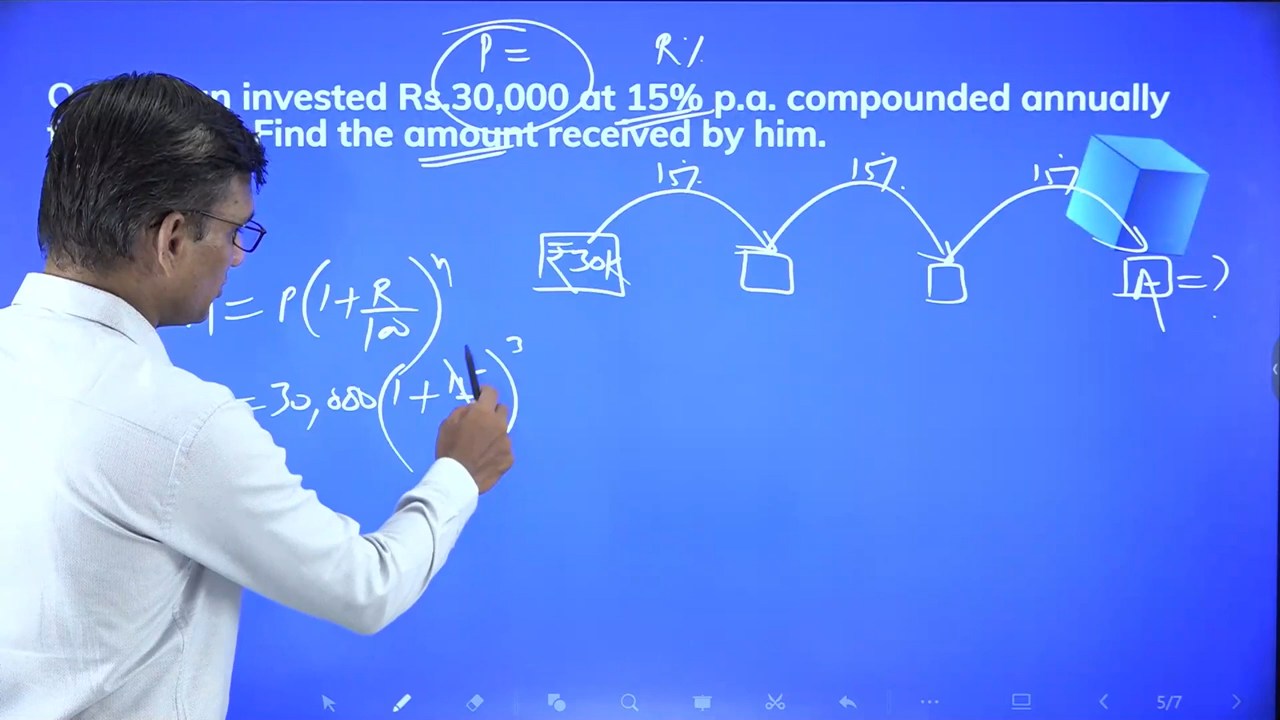 P = R%
invested Rs.30,000 at 15% p.a. compounded annually
Find the amount received by him.
15% 15% 15%
₹30K A = ?
= P(1 + R/100)^n
= 30,000(1 + 15)^3
5/7